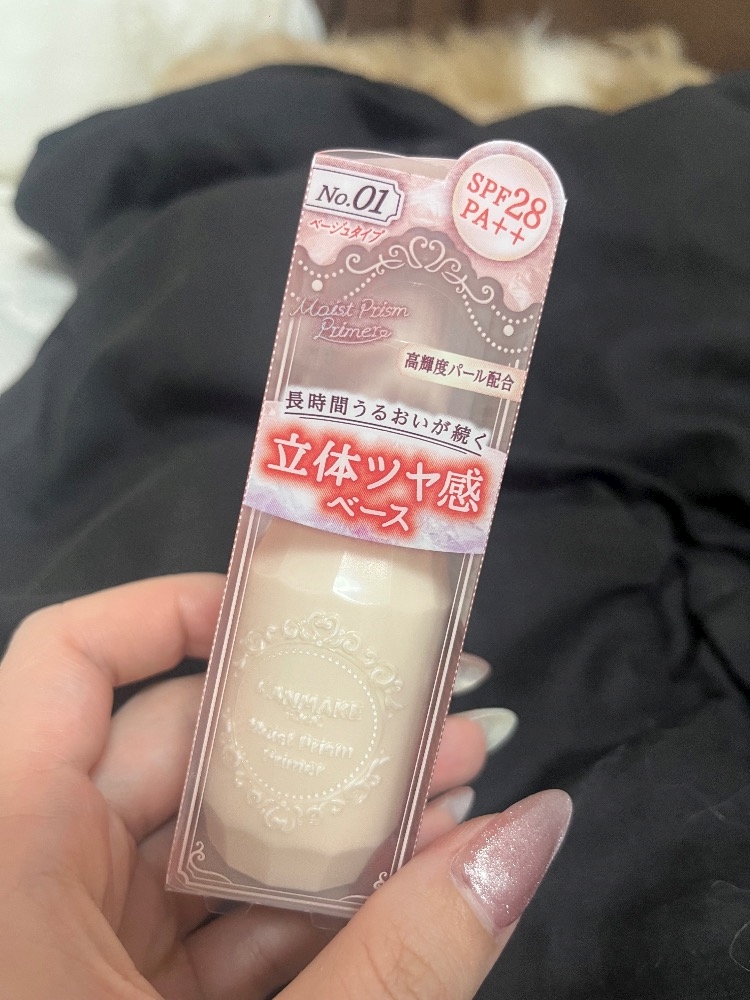 No.01
ベージュタイプ
SPF28
PA++
Moist Prism
Primer
高輝度パール配合
長時間うるおいが続く
立体ツヤ感
ベース
CANMAKE
Moist Prism
Primer